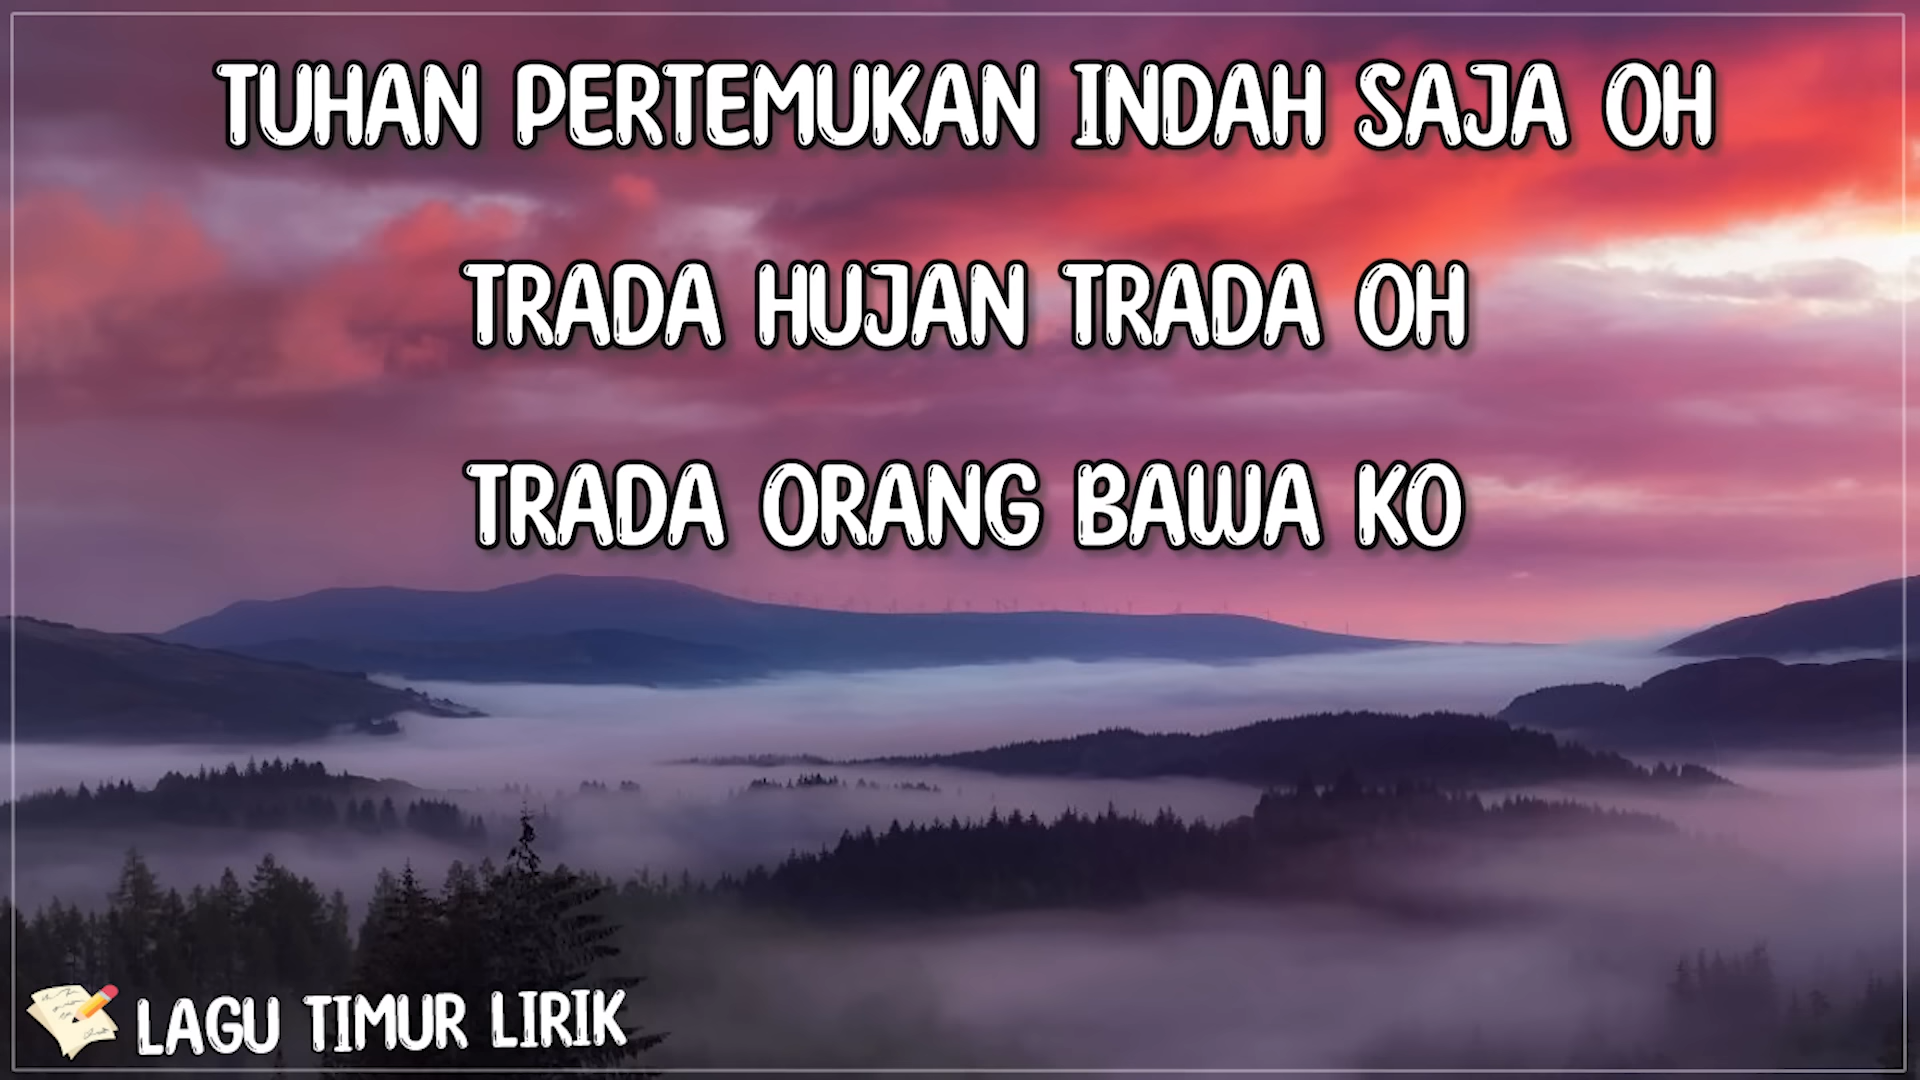 TUHAN PERTEMUKAN INDAH SAJA OH
TRADA HUJAN TRADA OH
TRADA ORANG BAWA KO
LAGU TIMUR LIRIK